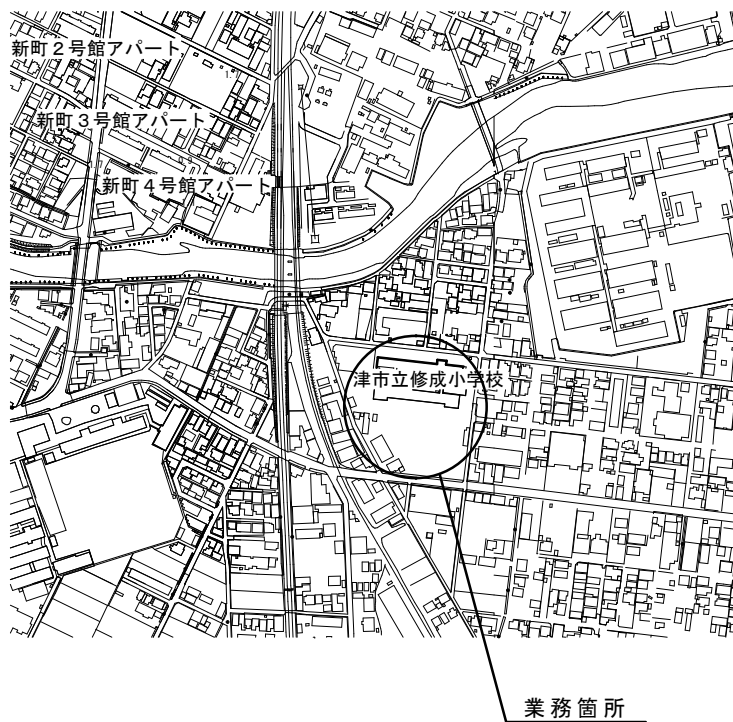 新町２号館アパート
新町３号館アパート
新町４号館アパート
津市立修成小学校
業務箇所